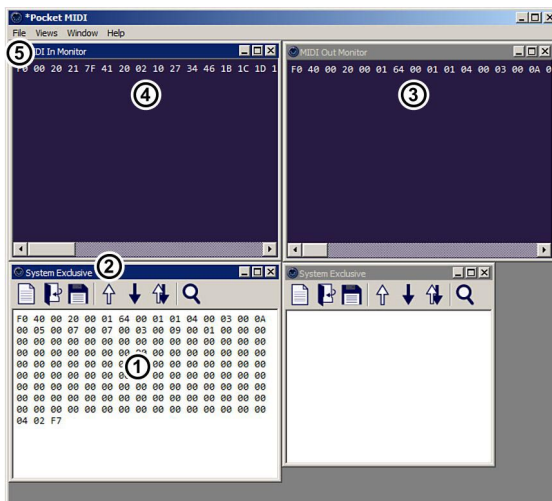 *Pocket MIDI
File Views Window Help
5
MIDI In Monitor
F0 00 20 21 7F 41 20 02 10 27 34 46 1B 1C 1D 1
4
MIDI Out Monitor
F0 40 00 20 00 01 64 00 01 01 04 00 03 00 0A 0
3
System Exclusive
2
F0 40 00 20 00 01 64 00 01 01 04 00 03 00 0A
00 05 00 07 00 07 00 03 00 09 00 01 00 00 00
00 00 00 00 00 00 00 00 00 00 00 00 00 00 00
00 00 00 00 00 00 00 00 00 00 00 00 00 00
00 00 00 00 00 00 00 00 00 00 00 00 00
00 00 00 00 00 00 00 00 00 00 00 00 00
00 00 00 00 00 00 00 00 00 00 00 00 00 00
00 00 00 00 00 00 00 00 00 00 00 00 00 00 00
00 00 00 00 00 00 00 00 00 00 00 00 00 00 00
04 02 F7
1
System Exclusive